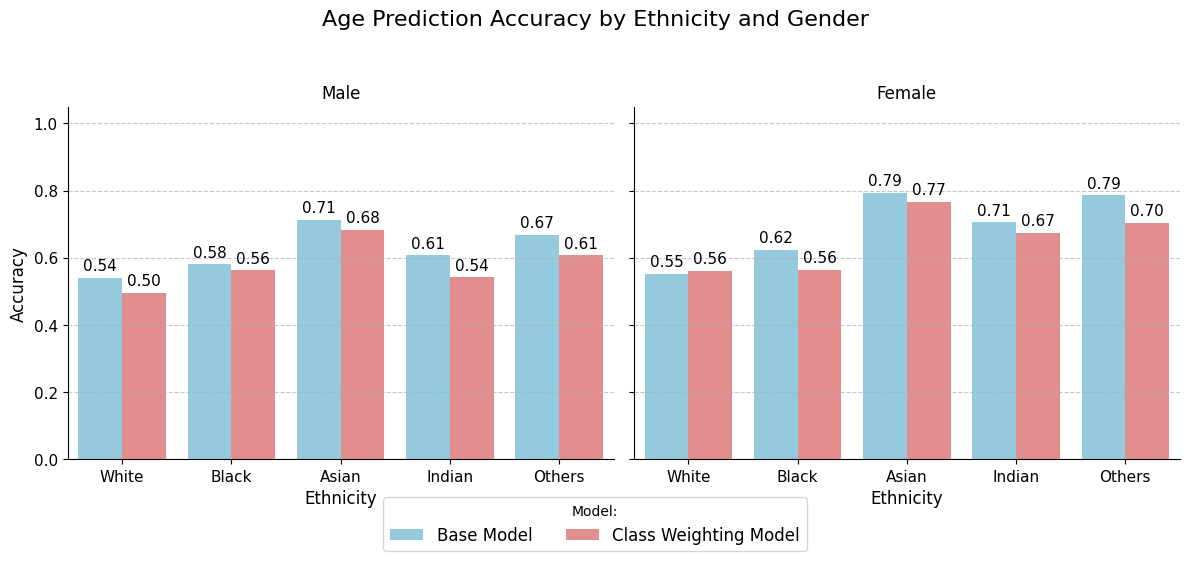 Age Prediction Accuracy by Ethnicity and Gender
Male
Female
Accuracy
1.0
0.8
0.6
0.4
0.2
0.0
0.54
0.50
0.58
0.56
0.71
0.68
0.61
0.54
0.67
0.61
0.55
0.56
0.62
0.56
0.79
0.77
0.71
0.67
0.79
0.70
White Black Asian Indian Others
White Black Asian Indian Others
Ethnicity
Ethnicity
Model:
Base Model
Class Weighting Model